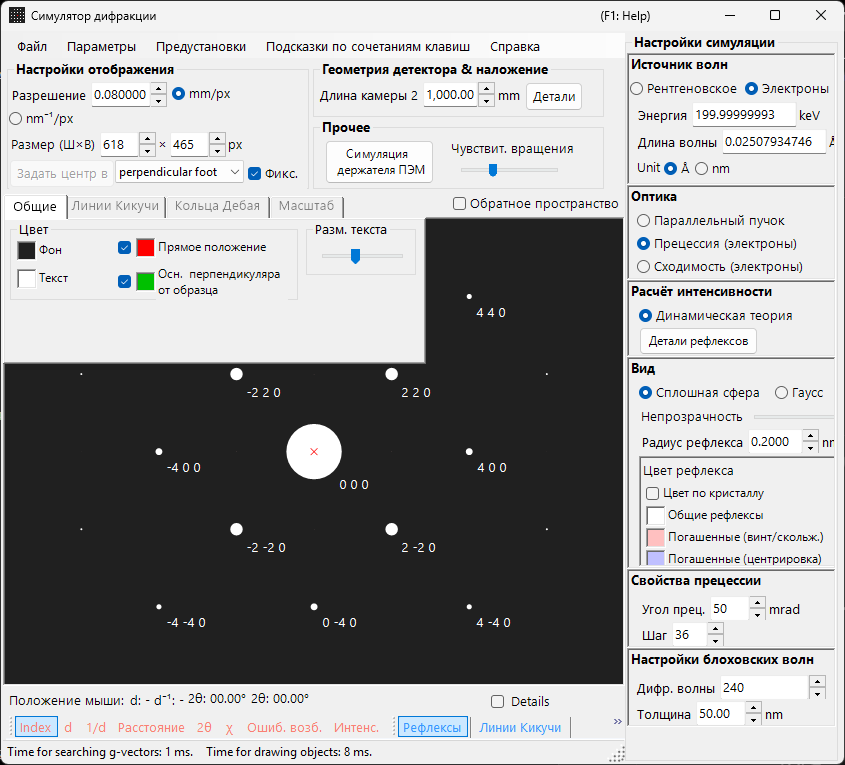 Симулятор дифракции (F1: Help)
Файл Параметры Предустановки Подсказки по сочетаниям клавиш Справка
Настройки отображения
Разрешение 0.080000 mm/px
nm⁻¹/px
Размер (Ш×В) 618 × 465 px
Задать центр в perpendicular foot Фикс.
Геометрия детектора & наложение
Длина камеры 2 1,000.00 mm Детали
Прочее
Симуляция
держателя ПЭМ
Чувствит. вращения
Общие Линии Кикучи Кольца Дебая Масштаб
Обратное пространство
Цвет
Фон Прямое положение
Текст Осн. перпендикуляра
от образца
Разм. текста
4 4 0
-2 2 0 2 2 0
-4 0 0 0 0 0 4 0 0
-2 -2 0 2 -2 0
-4 -4 0 0 -4 0 4 -4 0
Положение мыши: d: - d⁻¹: - 2θ: 00.00° 2θ: 00.00°
Details
Index d 1/d Расстояние 2θ χ Ошиб. возб. Интенс. Рефлексы Линии Кикучи »
Time for searching g-vectors: 1 ms. Time for drawing objects: 8 ms.
Настройки симуляции
Источник волн
Рентгеновское Электроны
Энергия 199.99999993 keV
Длина волны 0.02507934746
Unit Å nm
Оптика
Параллельный пучок
Прецессия (электроны)
Сходимость (электроны)
Расчёт интенсивности
Динамическая теория
Детали рефлексов
Вид
Сплошная сфера Гаусс
Непрозрачность
Радиус рефлекса 0.2000
Цвет рефлекса
Цвет по кристаллу
Общие рефлексы
Погашенные (винт/скольж.)
Погашенные (центрировка)
Свойства прецессии
Угол прец. 50 mrad
Шаг 36
Настройки блоховских волн
Дифр. волны 240
Толщина 50.00 nm